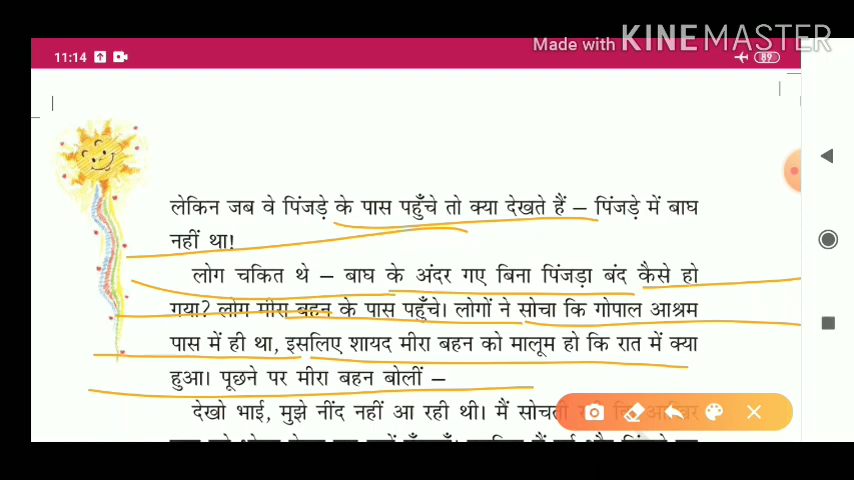 Made with KINEMASTER
11:14
89
लेकिन जब वे पिंजड़े के पास पहुँचे तो क्या देखते हैं – पिंजड़े में बाघ
नहीं था!
लोग चकित थे – बाघ के अंदर गए बिना पिंजड़ा बंद कैसे हो
गया? लोग मीरा बहन के पास पहुँचे। लोगों ने सोचा कि गोपाल आश्रम
पास में ही था, इसलिए शायद मीरा बहन को मालूम हो कि रात में क्या
हुआ। पूछने पर मीरा बहन बोलीं –
देखो भाई, मुझे नींद नहीं आ रही थी। मैं सोचती